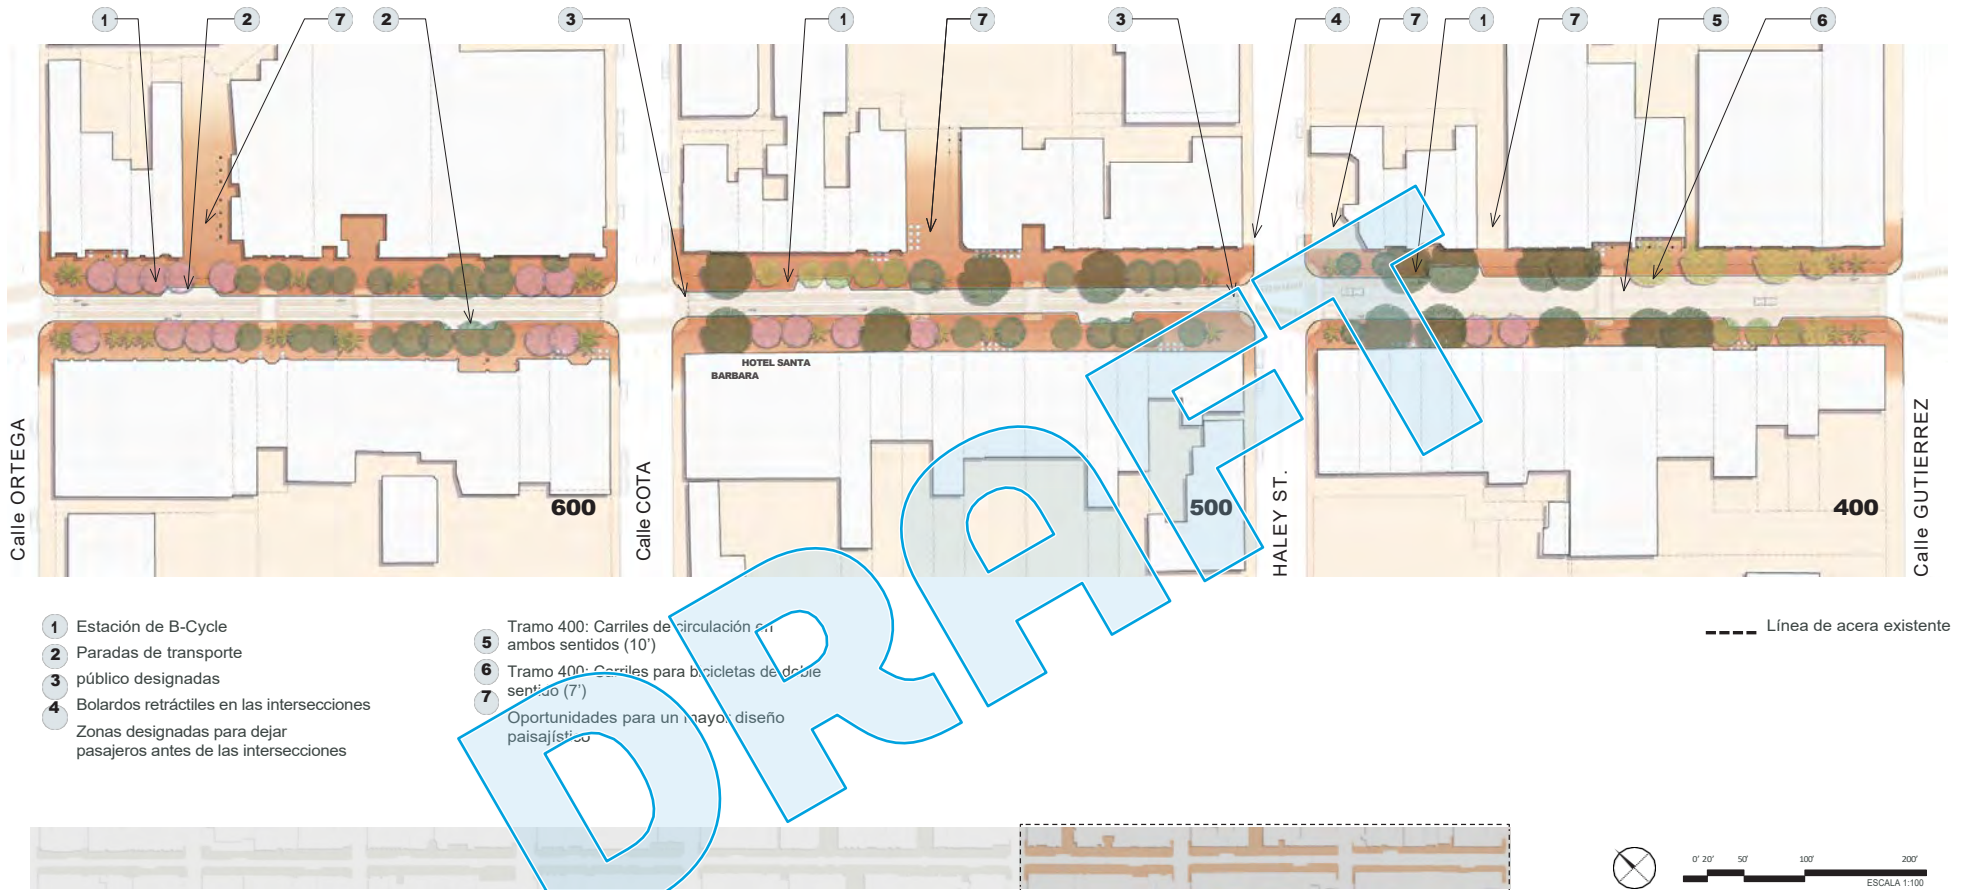 1 2 7 2 3 1 7 3 4 7 1 7 5 6
HOTEL SANTA
BARBARA
Calle ORTEGA
600
Calle COTA
500
HALEY ST.
400
Calle GUTIERREZ
1 Estación de B-Cycle
2 Paradas de transporte
3 público designadas
4 Bolardos retráctiles en las intersecciones
Zonas designadas para dejar
pasajeros antes de las intersecciones
5 Tramo 400: Carriles de circulación en
ambos sentidos (10')
6 Tramo 400: Carriles para bicicletas de doble
7 sentido (7')
Oportunidades para un mayor diseño
paisajístico
Línea de acera existente
DRAFT
0' 20' 50' 100' 200'
ESCALA 1:100